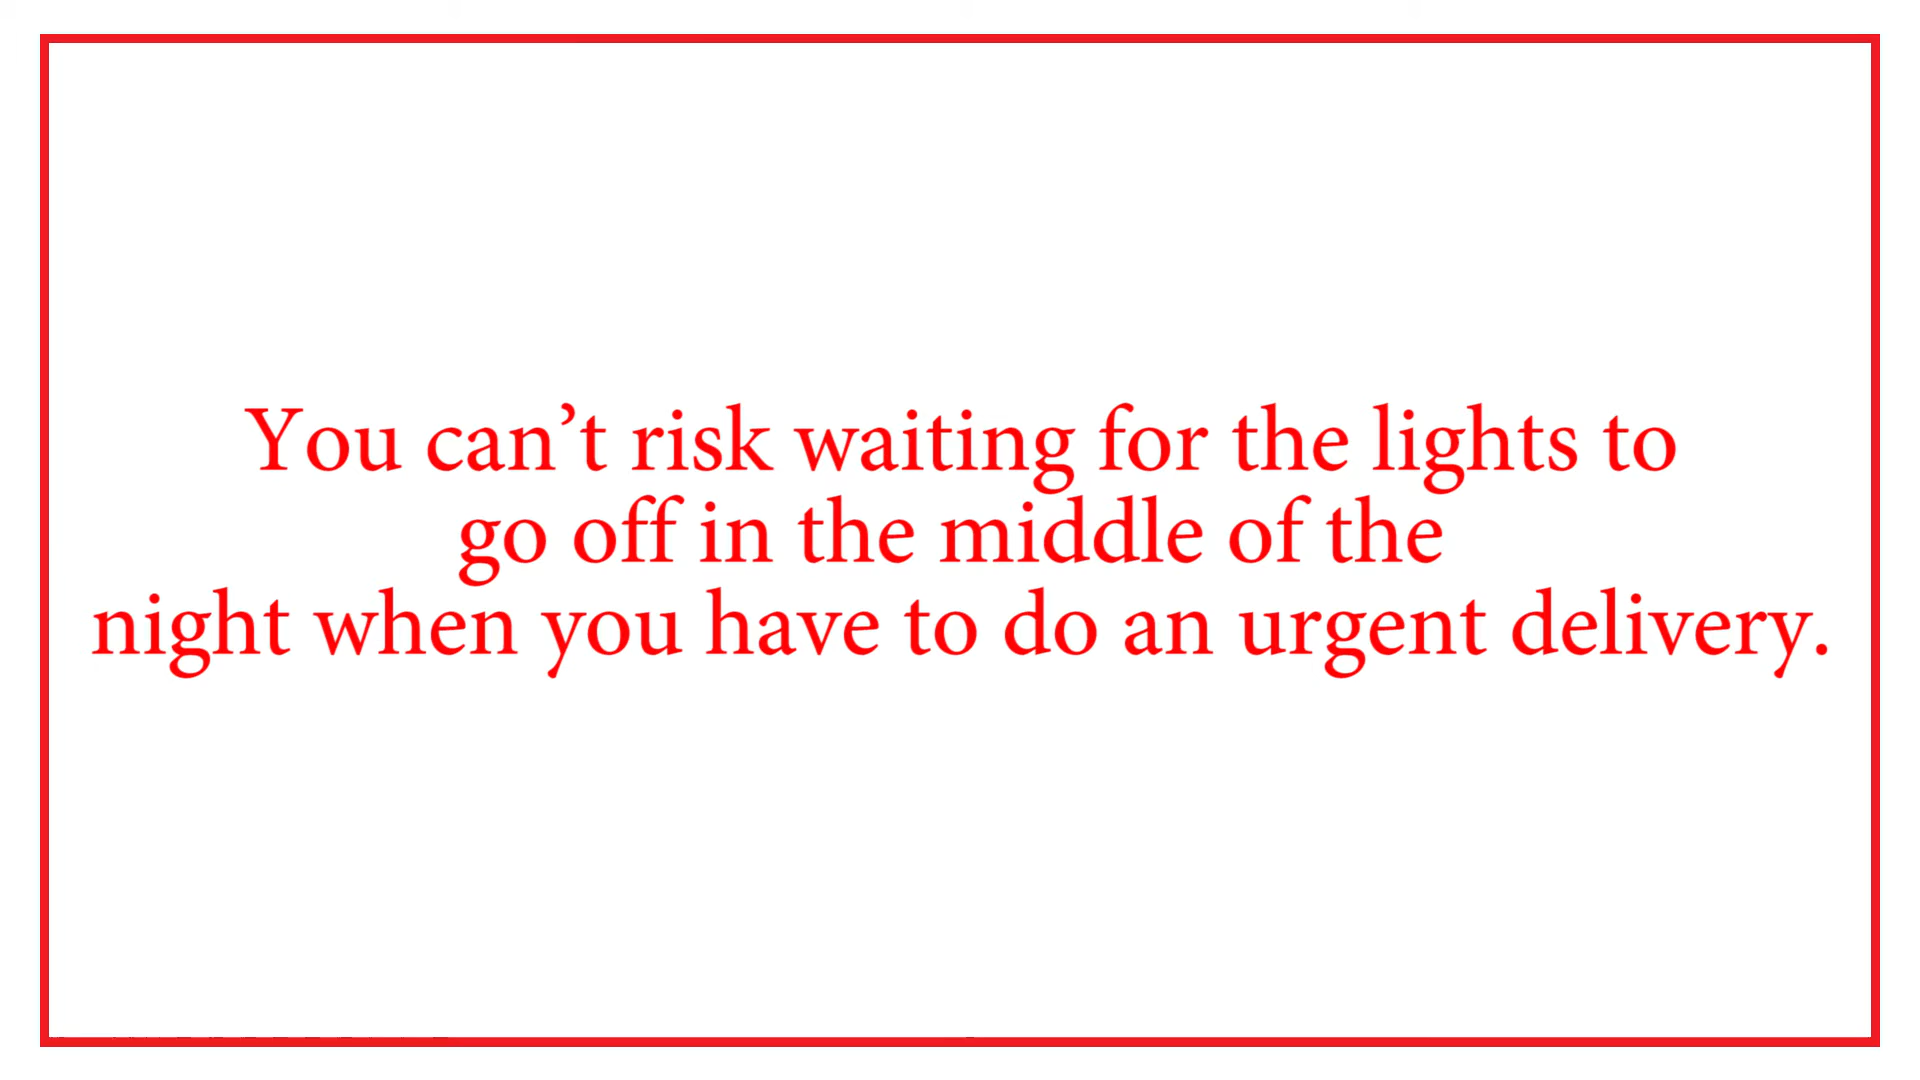 You can’t risk waiting for the lights to
go off in the middle of the
night when you have to do an urgent delivery.